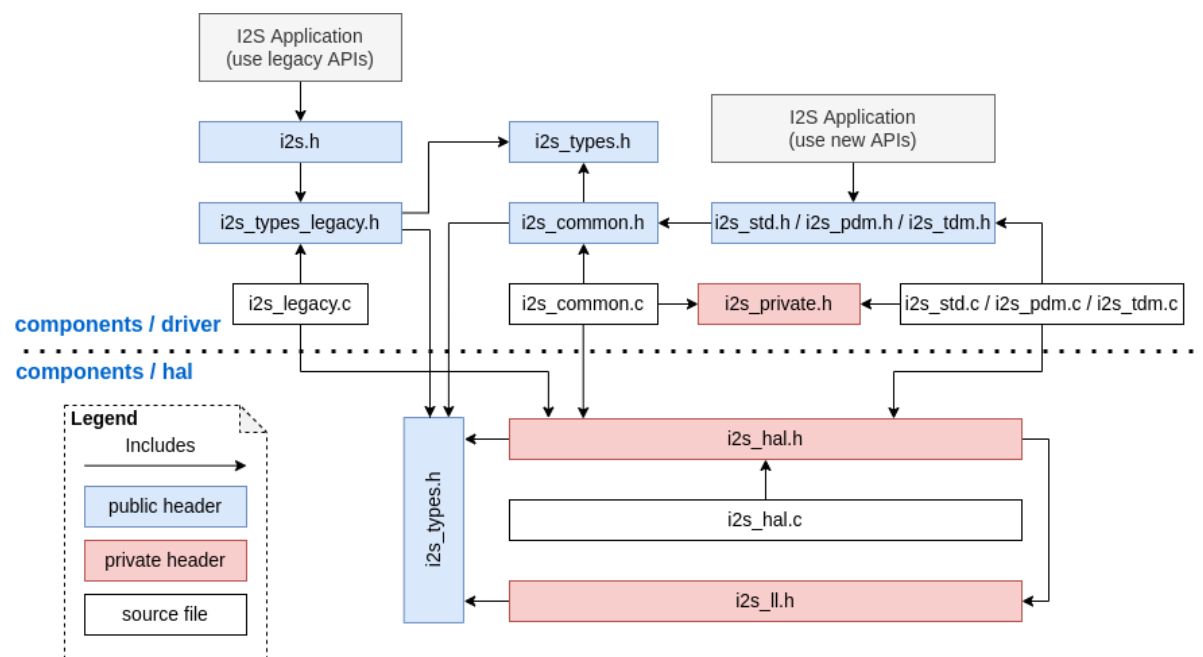 I2S Application
(use legacy APIs)
I2S Application
(use new APIs)
i2s.h
i2s_types.h
i2s_types_legacy.h
i2s_common.h
i2s_std.h / i2s_pdm.h / i2s_tdm.h
i2s_legacy.c
i2s_common.c
i2s_private.h
i2s_std.c / i2s_pdm.c / i2s_tdm.c
components / driver
components / hal
Legend
Includes
public header
private header
source file
i2s_types.h
i2s_hal.h
i2s_hal.c
i2s_ll.h